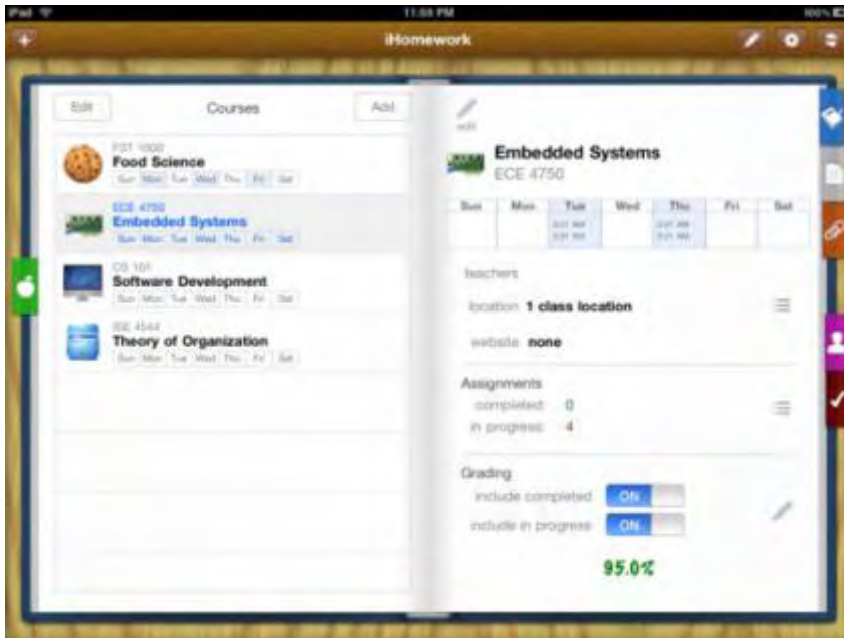 iPad 11:08 PM 100%
iHomework
Edit Courses Add
FST 1000
Food Science
Sun Mon Tue Wed Thu Fri Sat
ECE 4750
Embedded Systems
Sun Mon Tue Wed Thu Fri Sat
CS 101
Software Development
Sun Mon Tue Wed Thu Fri Sat
ISE 4544
Theory of Organization
Sun Mon Tue Wed Thu Fri Sat
edit
Embedded Systems
ECE 4750
Sun Mon Tue Wed Thu Fri Sat
teachers
location 1 class location
website none
Assignments
completed 0
in progress 4
Grading
include completed ON
include in progress ON
95.0%